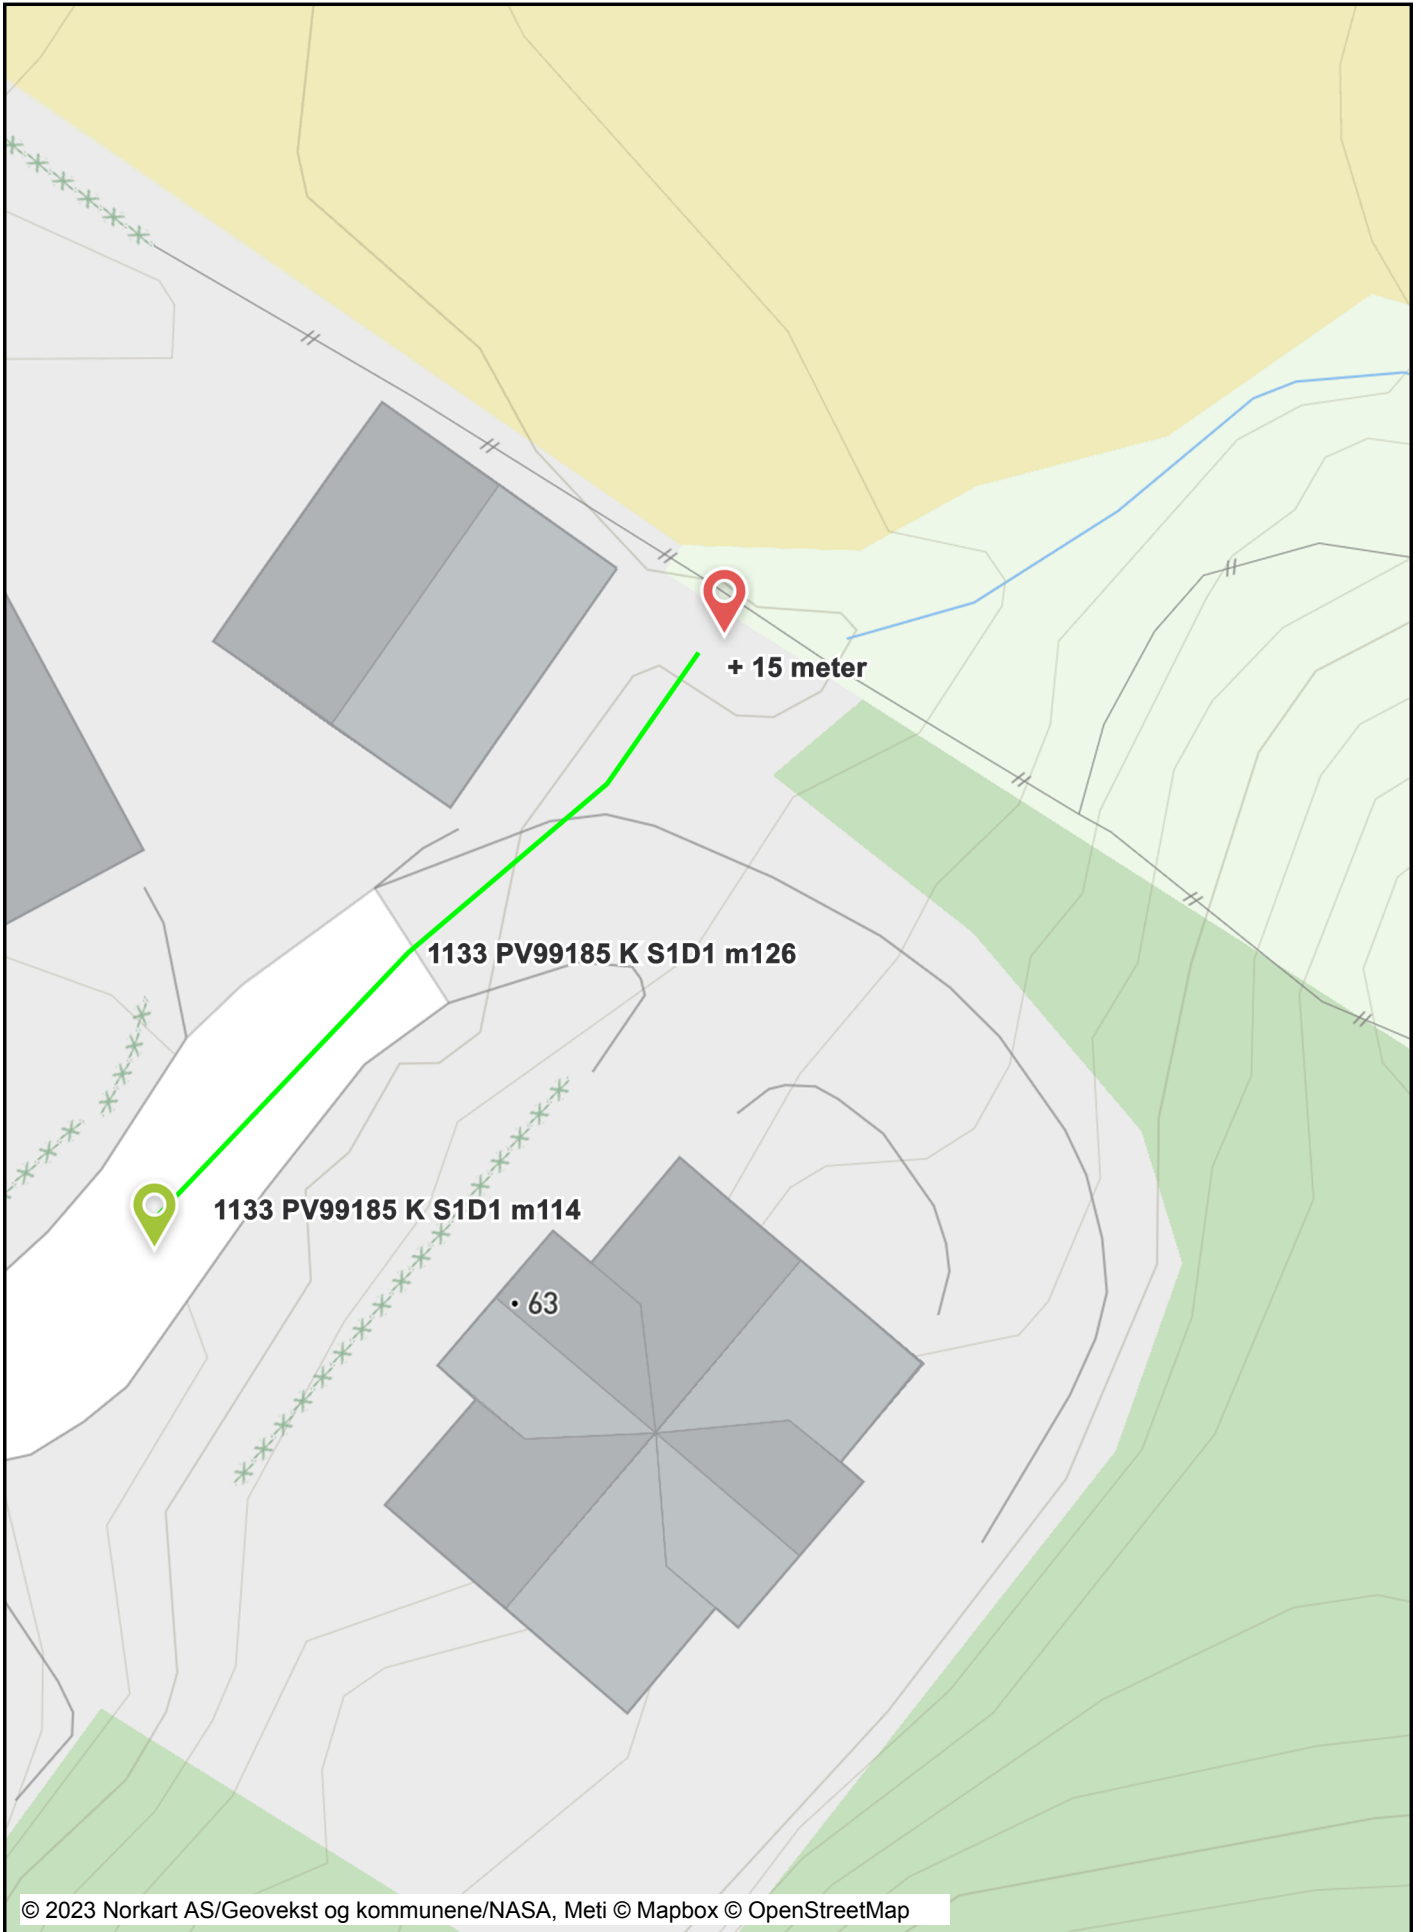 + 15 meter
1133 PV99185 K S1D1 m126
1133 PV99185 K S1D1 m114
63
© 2023 Norkart AS/Geovekst og kommunene/NASA, Meti © Mapbox © OpenStreetMap